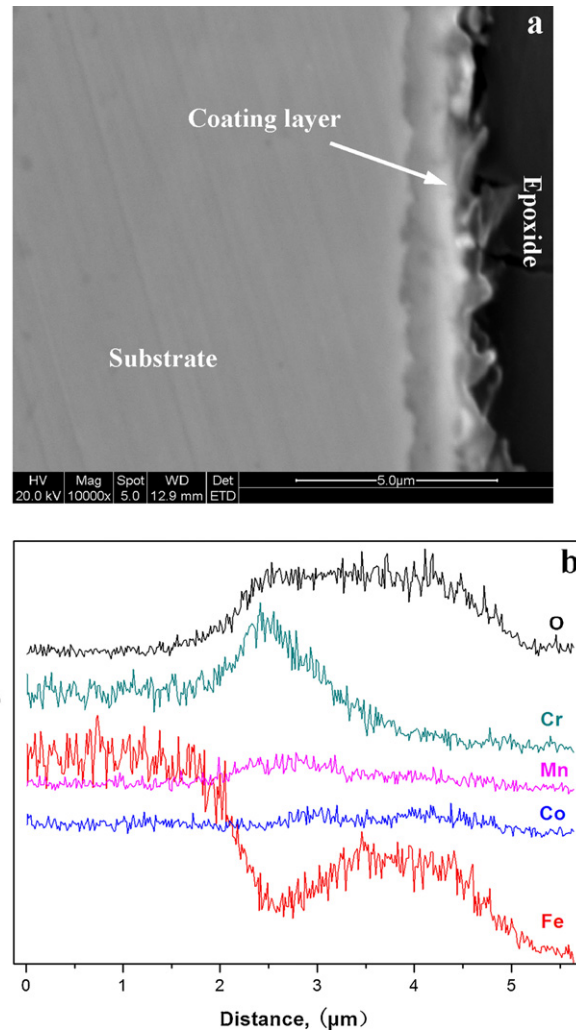 a
Coating layer
Epoxide
Substrate
HV Mag Spot WD Det
20.0 kV 10000x 5.0 12.9 mm ETD
5.0µm
b
O
Cr
Mn
Co
Fe
0 1 2 3 4 5
Distance, (µm)